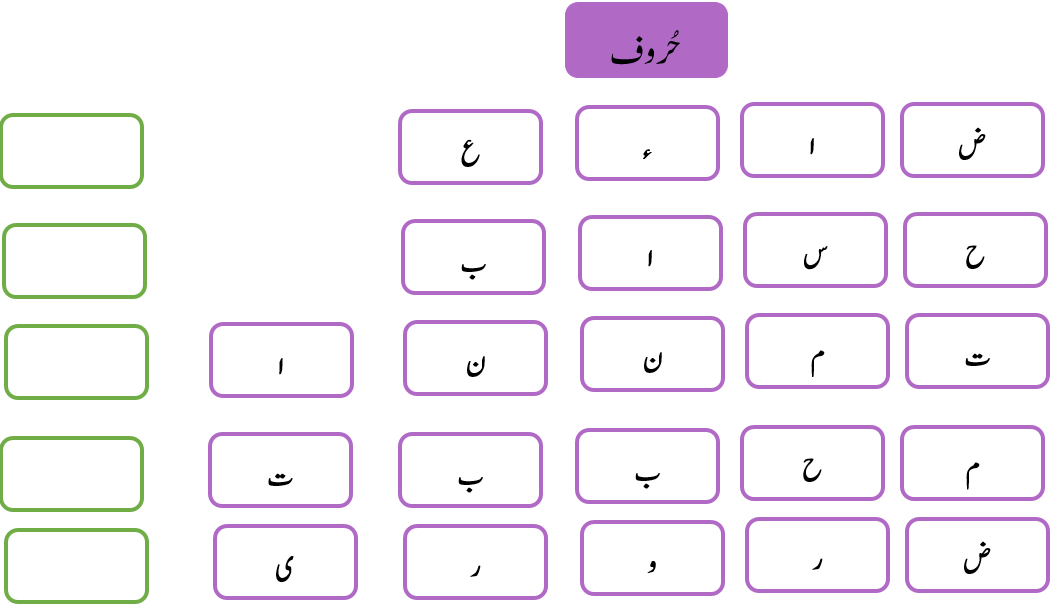 حُروف
ض ا ء ع
ح س ا ب
ت م ن ن ا
م ح ب ب ت
ض ر و ر ی